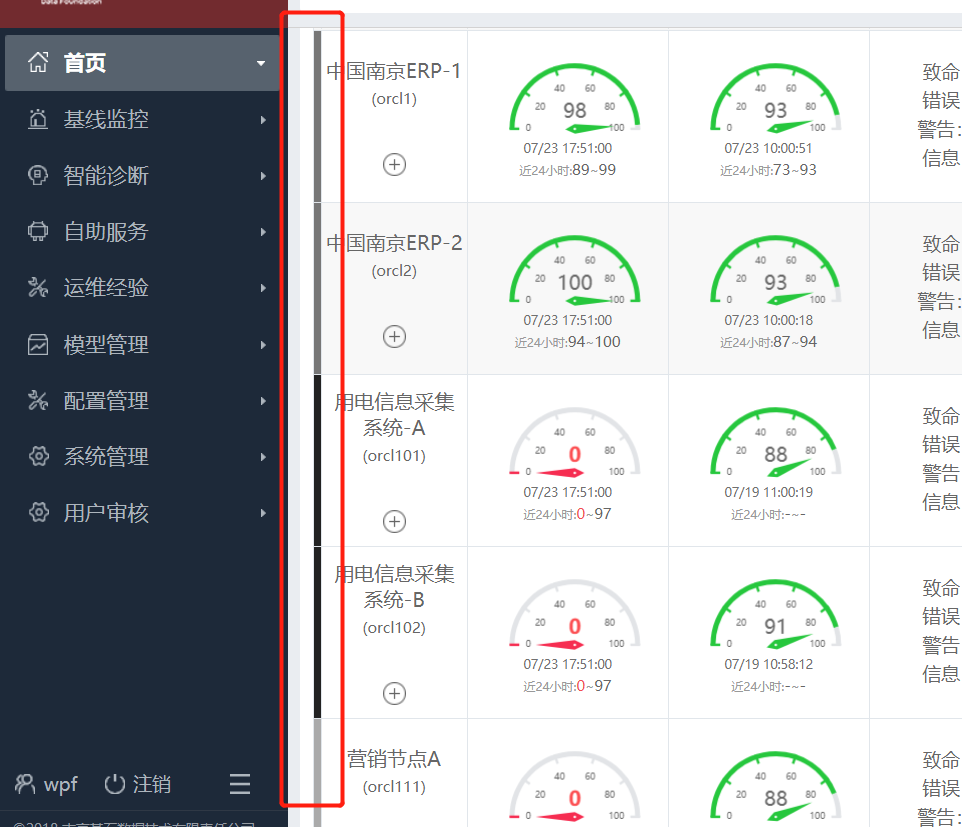 Data Foundation
首页
基线监控
智能诊断
自助服务
运维经验
模型管理
配置管理
系统管理
用户审核
wpf 注销
中国南京ERP-1
(orcl1)
0 20 40 60 80 100
98
07/23 17:51:00
近24小时:89~99
0 20 40 60 80 100
93
07/23 10:00:51
近24小时:73~93
致命
错误
警告:
信息
中国南京ERP-2
(orcl2)
0 20 40 60 80 100
100
07/23 17:51:00
近24小时:94~100
0 20 40 60 80 100
93
07/23 10:00:18
近24小时:87~94
致命
错误
警告:
信息
用电信息采集
系统-A
(orcl101)
0 20 40 60 80 100
0
07/23 17:51:00
近24小时:0~97
0 20 40 60 80 100
88
07/19 11:00:19
近24小时:-~-
致命
错误
警告
信息
用电信息采集
系统-B
(orcl102)
0 20 40 60 80 100
0
07/23 17:51:00
近24小时:0~97
0 20 40 60 80 100
91
07/19 10:58:12
近24小时:-~-
致命
错误
警告
信息
营销节点A
(orcl111)
0 20 40 60 80 100
0
0 20 40 60 80 100
88
致命
错误
警告: